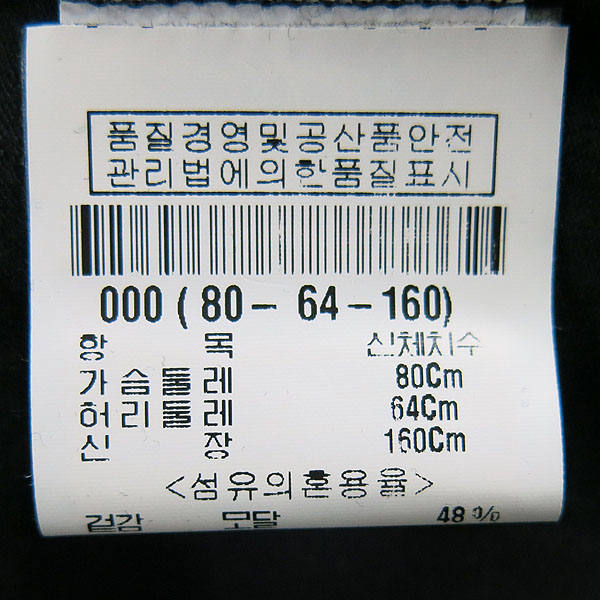 품질경영및공산품안전
관리법에의한품질표시
000 ( 80 - 64 - 160)
항 목 신체치수
가 슴 둘 레 80Cm
허 리 둘 레 64Cm
신 장 160Cm
<섬유의혼용율>
겉감 모달 48%